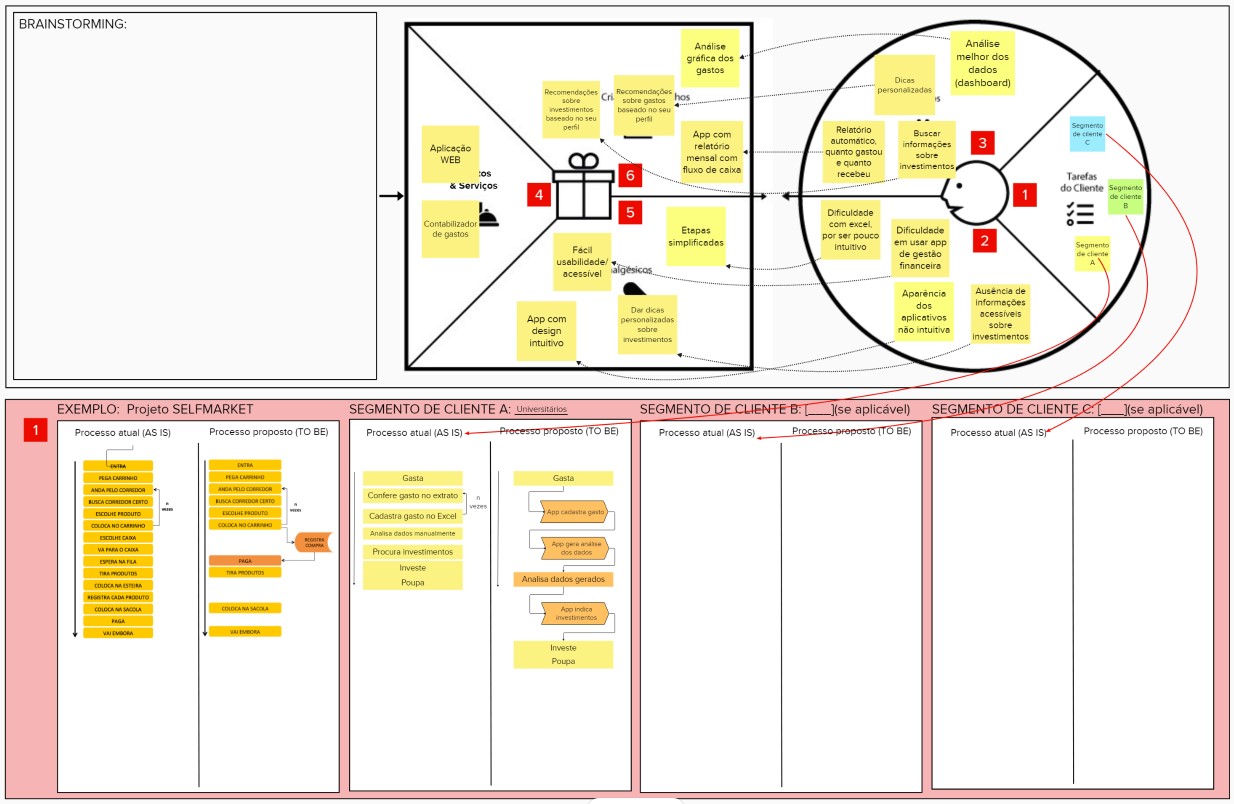 BRAINSTORMING:
Análise
gráfica dos
gastos
Recomendações
sobre
investimentos
baseado no seu
perfil
Cri
Recomendações
sobre gastos
baseado no seu
perfil
hos
App com
relatório
mensal com
fluxo de caixa
Aplicação
WEB
cos
& Serviços
Contabilizador
de gastos
4
6
5
Etapas
simplificadas
Fácil
usabilidade/
acessível
algésicos
App com
design
intuitivo
Dar dicas
personalizadas
sobre
investimentos
Análise
melhor dos
dados
(dashboard)
Dicas
personalizadas
os
Relatório
automático,
quanto gastou
e quanto
recebeu
Buscar
informações
sobre
investimentos
3
1
2
Segmento
de cliente
C
Tarefas
do Cliente
Segmento
de cliente
B
Segmento
de cliente
A
Dificuldade
com excel,
por ser pouco
intuitivo
Dificuldade
em usar app
de gestão
financeira
Aparência
dos
aplicativos
não intuitiva
Ausência de
informações
acessíveis
sobre
investimentos
1
EXEMPLO: Projeto SELFMARKET
Processo atual (AS IS)
Processo proposto (TO BE)
ENTRA
PEGA CARRINHO
ANDA PELO CORREDOR
BUSCA CORREDOR CERTO
ESCOLHE PRODUTO
COLOCA NO CARRINHO
ESCOLHE CAIXA
VA PARA O CAIXA
ESPERA NA FILA
TIRA PRODUTOS
COLOCA NA ESTEIRA
REGISTRA CADA PRODUTO
COLOCA NA SACOLA
PAGA
VAI EMBORA
n
vezes
ENTRA
PEGA CARRINHO
ANDA PELO CORREDOR
BUSCA CORREDOR CERTO
ESCOLHE PRODUTO
COLOCA NO CARRINHO
n
vezes
REGISTRA
COMPRA
PAGA
TIRA PRODUTOS
COLOCA NA SACOLA
VAI EMBORA
SEGMENTO DE CLIENTE A: Universitários
Processo atual (AS IS)
Processo proposto (TO BE)
Gasta
Confere gasto no extrato
Cadastra gasto no Excel
n
vezes
Analisa dados manualmente
Procura investimentos
Investe
Poupa
Gasta
App cadastra gasto
App gera análise
dos dados
Analisa dados gerados
App indica
investimentos
Investe
Poupa
SEGMENTO DE CLIENTE B: [____](se aplicável)
Processo atual (AS IS)
Processo proposto (TO BE)
SEGMENTO DE CLIENTE C: [____](se aplicável)
Processo atual (AS IS)
Processo proposto (TO BE)